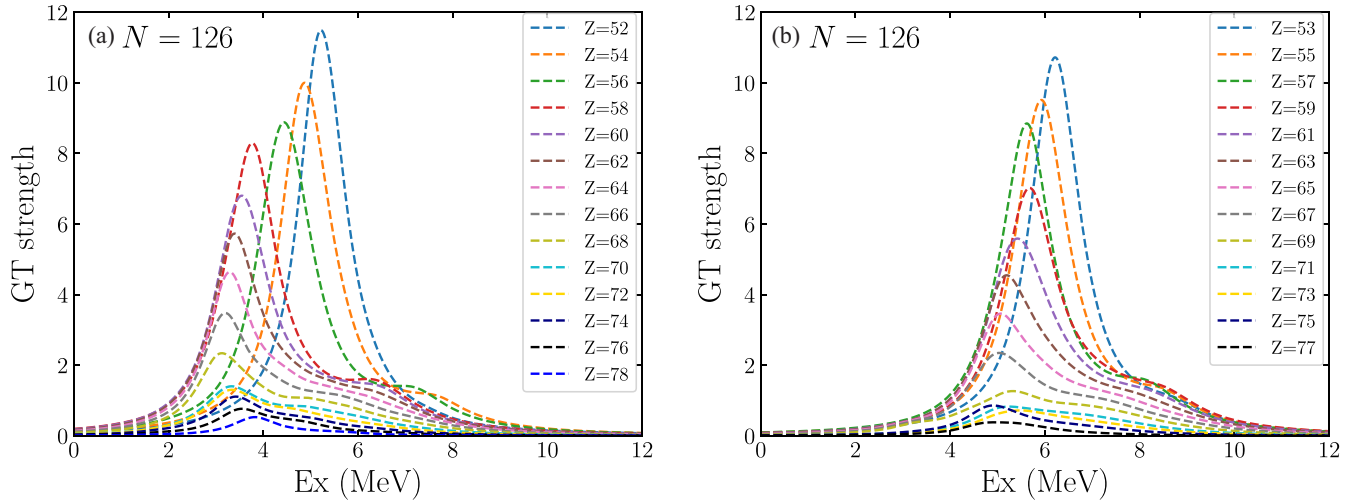 (a) N = 126
GT strength
12
10
8
6
4
2
0
0 2 4 6 8 10 12
Ex (MeV)
Z=52
Z=54
Z=56
Z=58
Z=60
Z=62
Z=64
Z=66
Z=68
Z=70
Z=72
Z=74
Z=76
Z=78
(b) N = 126
GT strength
12
10
8
6
4
2
0
0 2 4 6 8 10 12
Ex (MeV)
Z=53
Z=55
Z=57
Z=59
Z=61
Z=63
Z=65
Z=67
Z=69
Z=71
Z=73
Z=75
Z=77